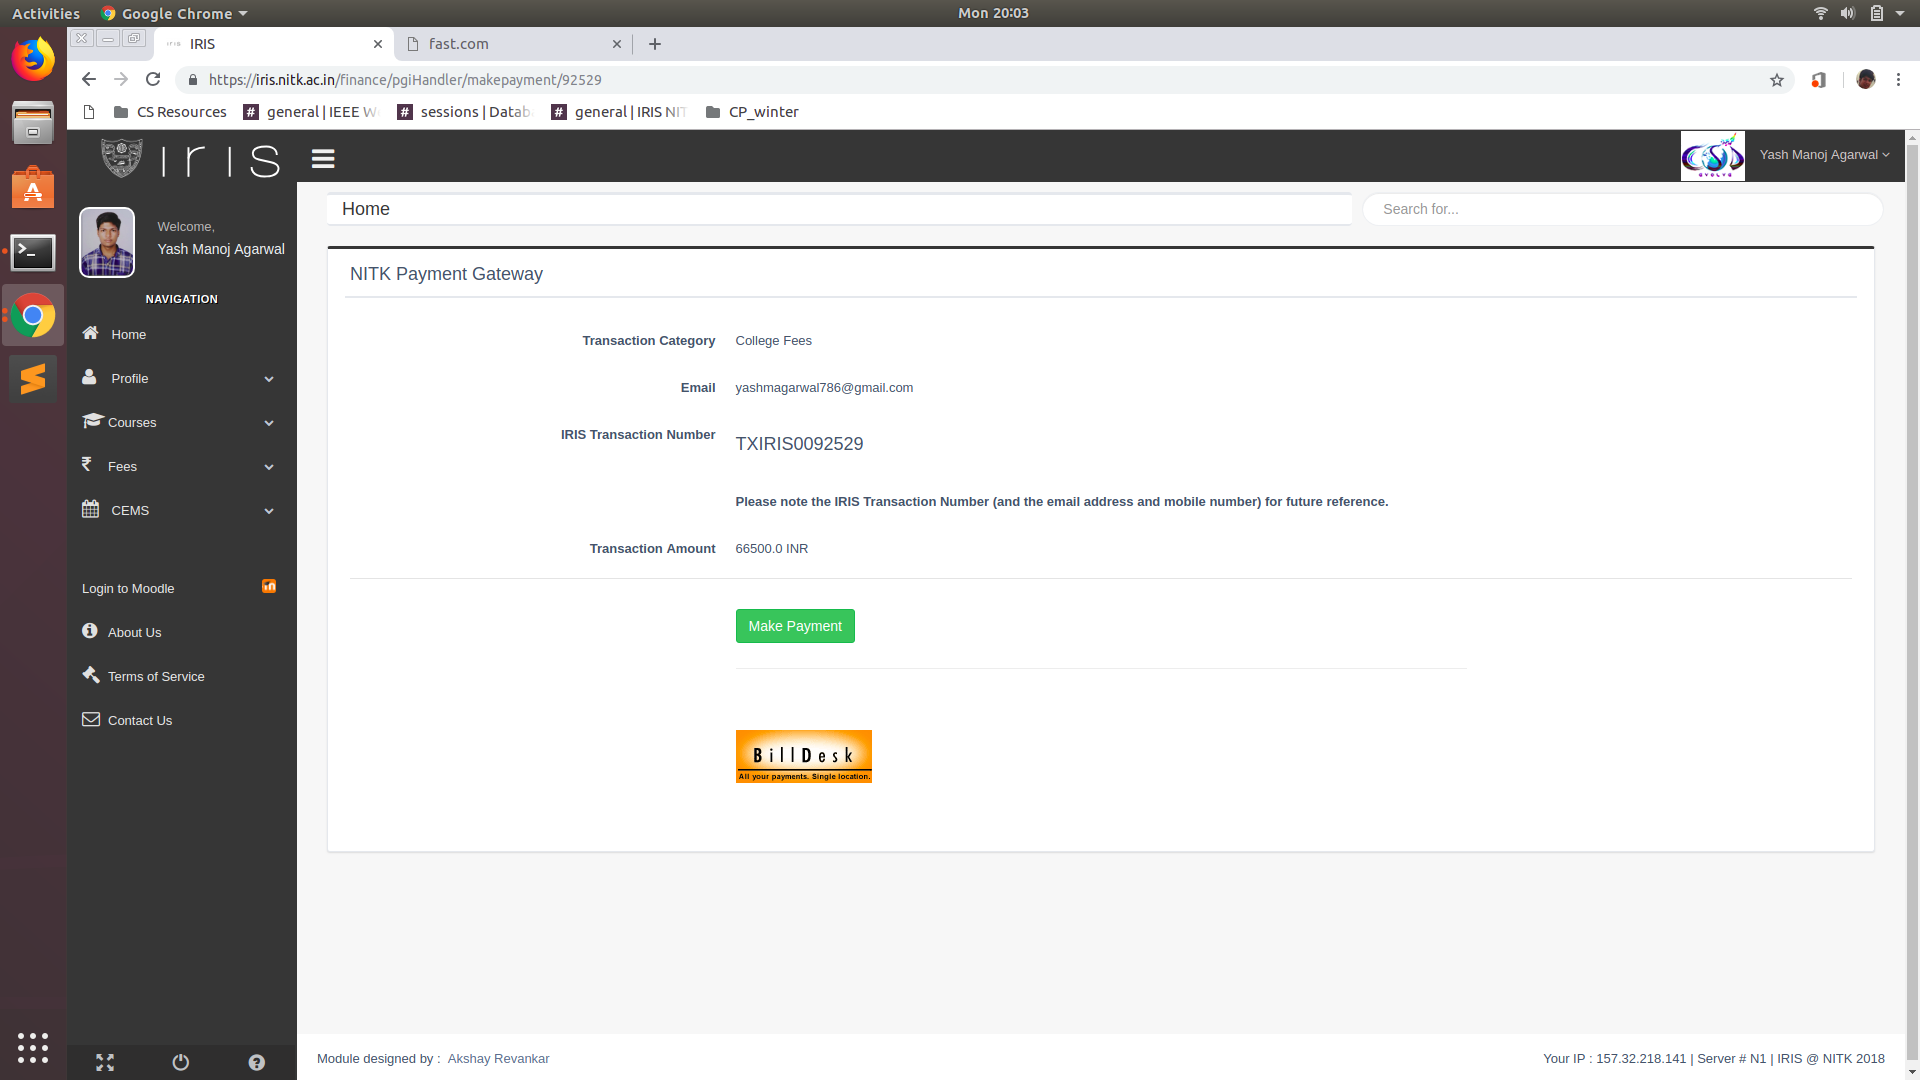 Activities
Google Chrome
Mon 20:03
IRIS
fast.com
https://iris.nitk.ac.in/finance/pgiHandler/makepayment/92529
CS Resources
# general | IEEE W
# sessions | Datab
# general | IRIS NIT
CP_winter
iris
Yash Manoj Agarwal
Welcome,
Yash Manoj Agarwal
NAVIGATION
Home
Profile
Courses
₹ Fees
CEMS
Login to Moodle
About Us
Terms of Service
Contact Us
Home
Search for...
NITK Payment Gateway
Transaction Category College Fees
Email yashmagarwal786@gmail.com
IRIS Transaction Number TXIRIS0092529
Please note the IRIS Transaction Number (and the email address and mobile number) for future reference.
Transaction Amount 66500.0 INR
Make Payment
BillDesk
All your payments. Single location.
Module designed by : Akshay Revankar
Your IP : 157.32.218.141 | Server # N1 | IRIS @ NITK 2018